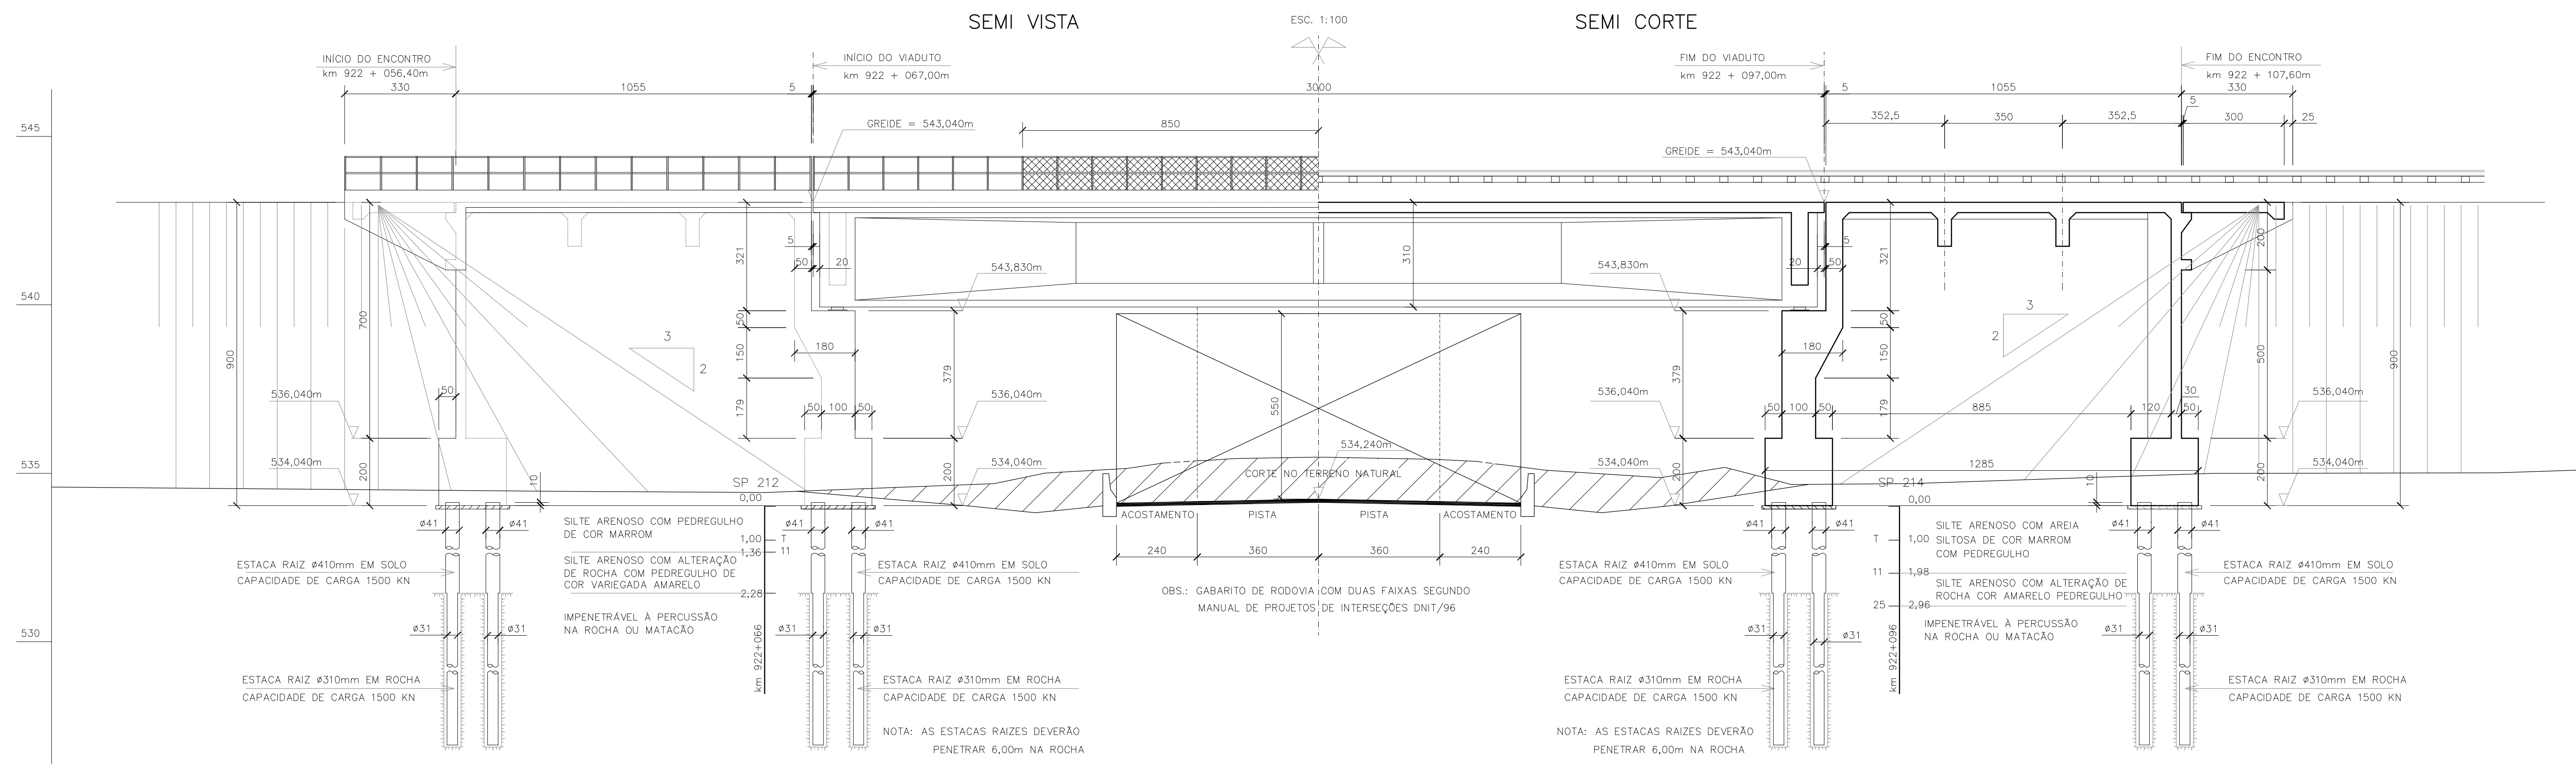 SEMI VISTA
ESC. 1:100
SEMI CORTE
INÍCIO DO ENCONTRO
km 922 + 056,40m
INÍCIO DO VIADUTO
km 922 + 067,00m
FIM DO VIADUTO
km 922 + 097,00m
FIM DO ENCONTRO
km 922 + 107,60m
330
1055
5
3000
5
1055
330
5
352,5
350
352,5
300
25
850
GREIDE = 543,040m
GREIDE = 543,040m
545
540
535
530
900
700
200
50
536,040m
534,040m
10
3
2
321
50
150
179
5
50
20
180
50
100
50
543,830m
379
536,040m
200
534,040m
310
550
534,240m
CORTE NO TERRENO NATURAL
ACOSTAMENTO
PISTA
PISTA
ACOSTAMENTO
240
360
360
240
OBS.: GABARITO DE RODOVIA COM DUAS FAIXAS SEGUNDO
MANUAL DE PROJETOS DE INTERSEÇÕES DNIT/96
543,830m
379
536,040m
200
534,040m
20
5
50
180
321
50
150
179
50
100
50
885
120
30
50
1285
3
2
200
500
200
900
10
536,040m
534,040m
SP 212
0,00
SILTE ARENOSO COM PEDREGULHO
DE COR MARROM
1,00 T
1,36 11
SILTE ARENOSO COM ALTERAÇÃO
DE ROCHA COM PEDREGULHO DE
COR VARIEGADA AMARELO
2,28
IMPENETRÁVEL À PERCUSSÃO
NA ROCHA OU MATACÃO
km 922+066
ø41
ø41
ø41
ø41
ESTACA RAIZ ø410mm EM SOLO
CAPACIDADE DE CARGA 1500 KN
ø31
ø31
ø31
ø31
ESTACA RAIZ ø310mm EM ROCHA
CAPACIDADE DE CARGA 1500 KN
ESTACA RAIZ ø410mm EM SOLO
CAPACIDADE DE CARGA 1500 KN
ESTACA RAIZ ø310mm EM ROCHA
CAPACIDADE DE CARGA 1500 KN
NOTA: AS ESTACAS RAIZES DEVERÃO
PENETRAR 6,00m NA ROCHA
ESTACA RAIZ ø410mm EM SOLO
CAPACIDADE DE CARGA 1500 KN
ESTACA RAIZ ø310mm EM ROCHA
CAPACIDADE DE CARGA 1500 KN
NOTA: AS ESTACAS RAIZES DEVERÃO
PENETRAR 6,00m NA ROCHA
ø41
ø41
ø31
ø31
SP 214
0,00
SILTE ARENOSO COM AREIA
SILTOSA DE COR MARROM
COM PEDREGULHO
T 1,00
11 1,98
SILTE ARENOSO COM ALTERAÇÃO DE
ROCHA COR AMARELO PEDREGULHO
25 2,96
IMPENETRÁVEL À PERCUSSÃO
NA ROCHA OU MATACÃO
km 922+096
ø41
ø41
ø31
ø31
ESTACA RAIZ ø410mm EM SOLO
CAPACIDADE DE CARGA 1500 KN
ESTACA RAIZ ø310mm EM ROCHA
CAPACIDADE DE CARGA 1500 KN